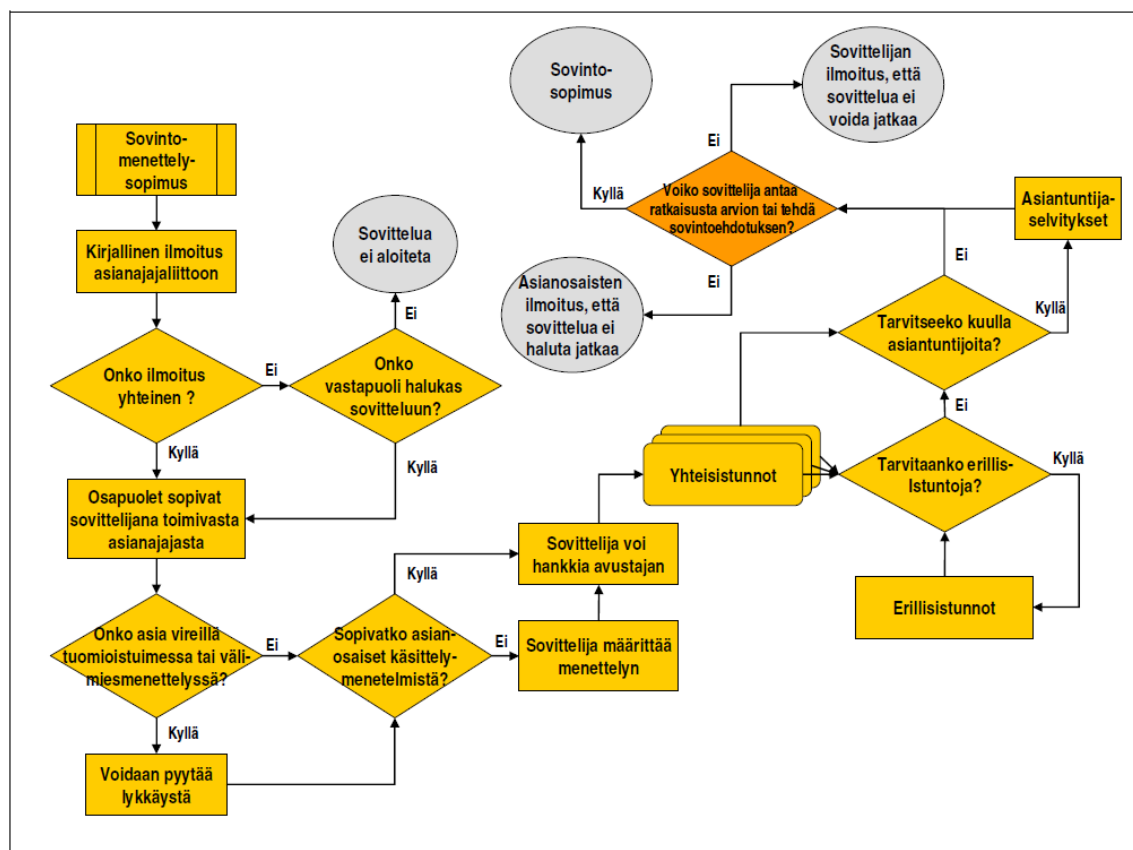 Sovinto-
menettely-
sopimus
Kirjallinen ilmoitus
asianajajaliittoon
Onko ilmoitus
yhteinen ?
Ei
Kyllä
Sovittelua
ei aloiteta
Ei
Onko
vastapuoli halukas
sovitteluun?
Kyllä
Osapuolet sopivat
sovittelijana toimivasta
asianajajasta
Onko asia vireillä
tuomioistuimessa tai väli-
miesmenettelyssä?
Ei
Kyllä
Voidaan pyytää
lykkäystä
Sopivatko asian-
osaiset käsittely-
menetelmistä?
Kyllä
Ei
Sovittelija määrittää
menettelyn
Sovittelija voi
hankkia avustajan
Yhteisistunnot
Tarvitaanko erillis-
Istuntoja?
Kyllä
Ei
Erillisistunnot
Tarvitseeko kuulla
asiantuntijoita?
Ei
Kyllä
Asiantuntija-
selvitykset
Voiko sovittelija antaa
ratkaisusta arvion tai tehdä
sovintoehdotuksen?
Kyllä
Ei
Ei
Sovinto-
sopimus
Sovittelijan
ilmoitus, että
sovittelua ei
voida jatkaa
Asianosaisten
ilmoitus, että
sovittelua ei
haluta jatkaa